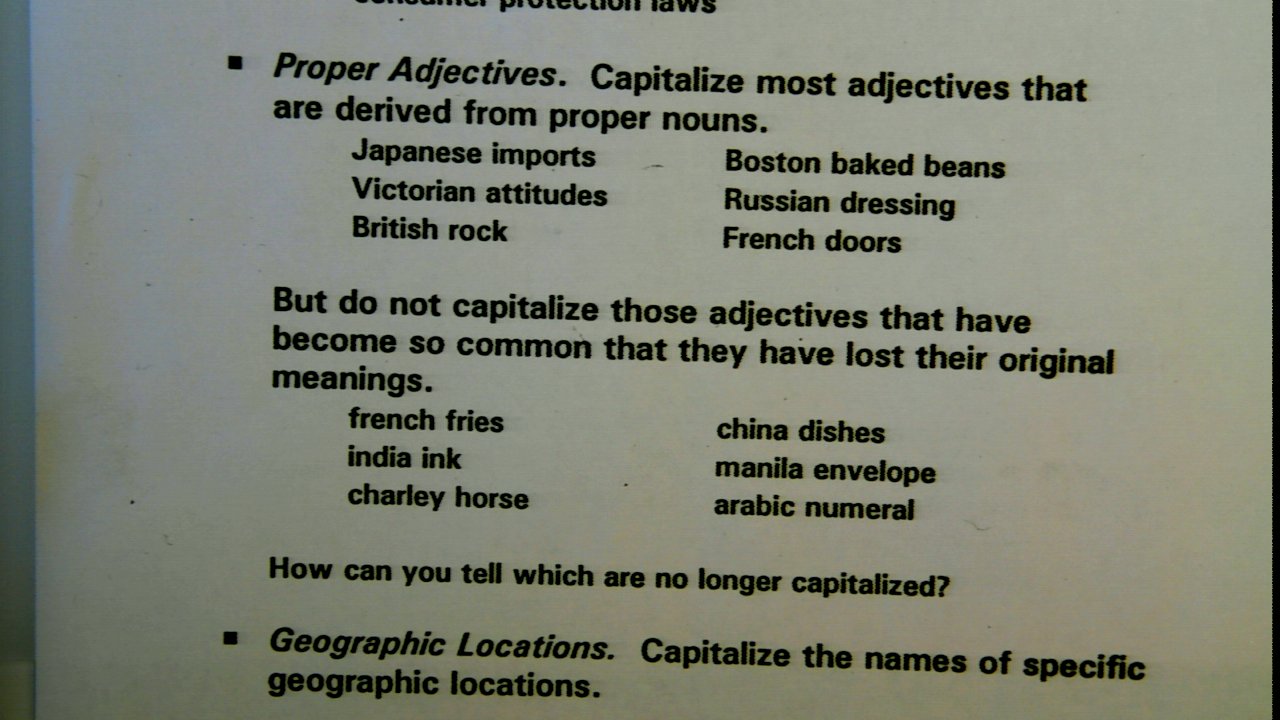 consumer protection laws
▪ Proper Adjectives. Capitalize most adjectives that
are derived from proper nouns.
Japanese imports Boston baked beans
Victorian attitudes Russian dressing
British rock French doors
But do not capitalize those adjectives that have
become so common that they have lost their original
meanings.
french fries china dishes
india ink manila envelope
charley horse arabic numeral
How can you tell which are no longer capitalized?
▪ Geographic Locations. Capitalize the names of specific
geographic locations.